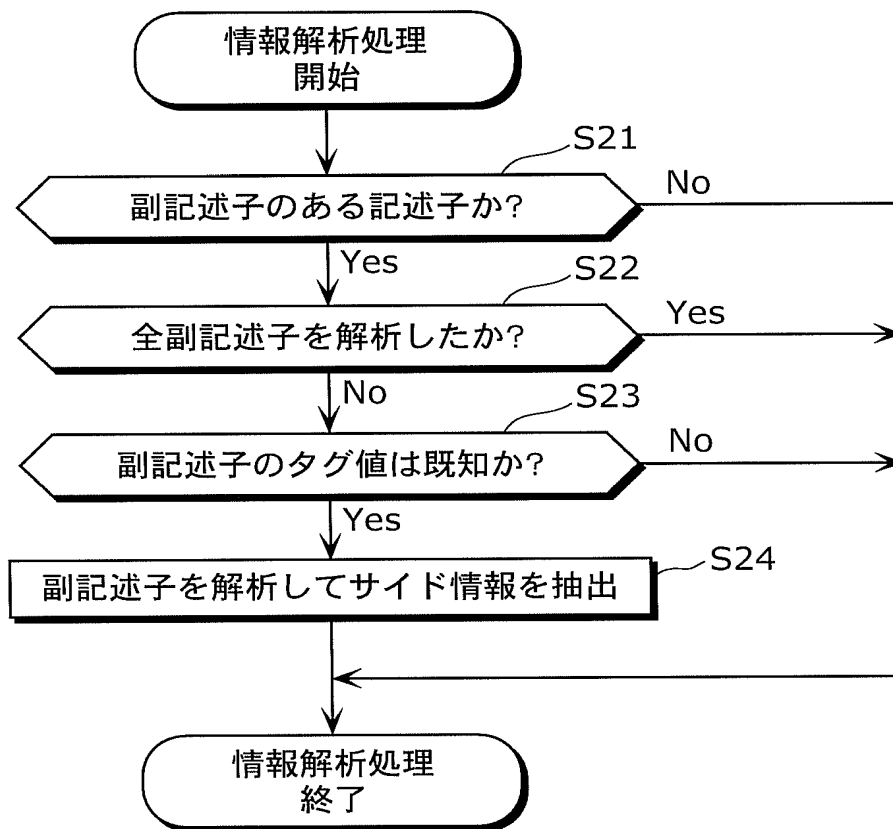 情報解析処理
開始
S21
副記述子のある記述子か?
No
Yes
S22
全副記述子を解析したか?
Yes
No
S23
副記述子のタグ値は既知か?
No
Yes
S24
副記述子を解析してサイド情報を抽出
情報解析処理
終了